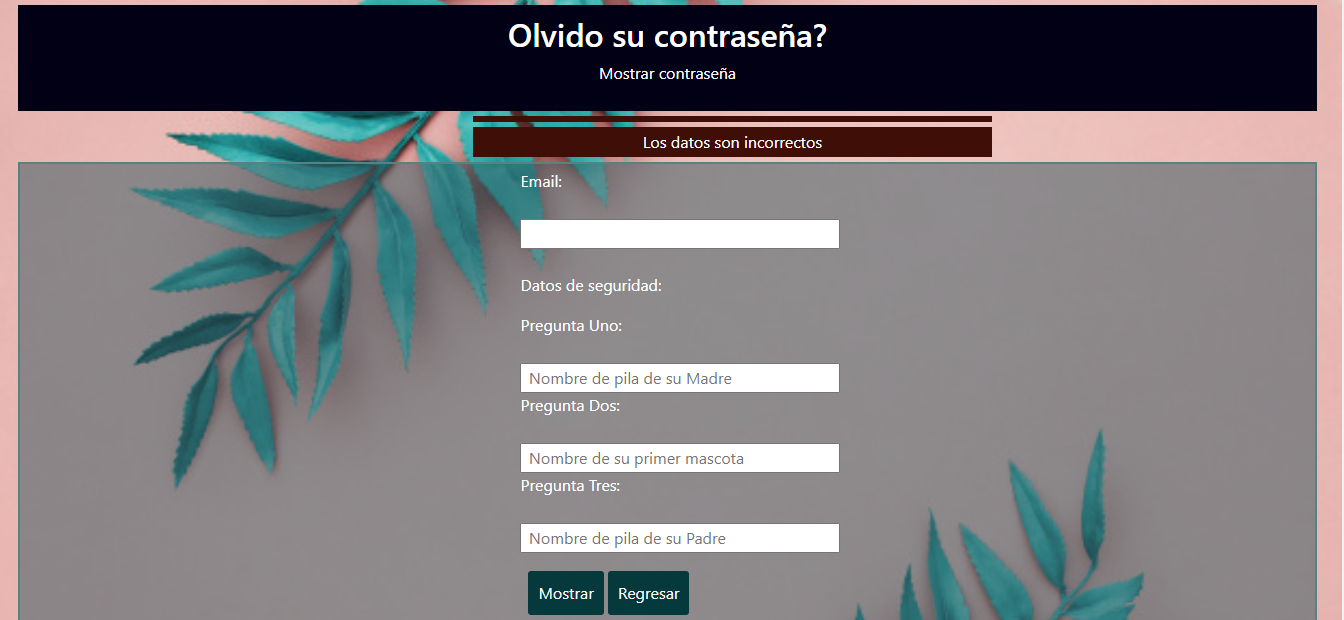 Olvido su contraseña?
Mostrar contraseña
Los datos son incorrectos
Email:
Datos de seguridad:
Pregunta Uno:
Nombre de pila de su Madre
Pregunta Dos:
Nombre de su primer mascota
Pregunta Tres:
Nombre de pila de su Padre
Mostrar Regresar